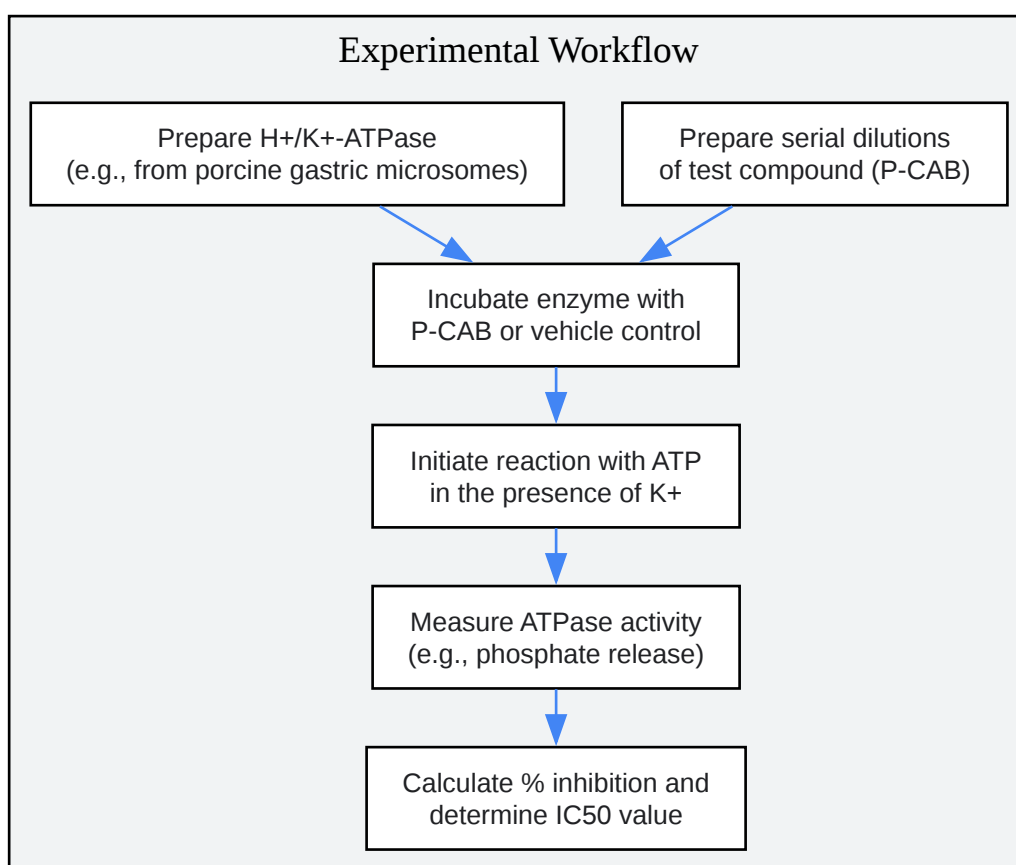 Experimental Workflow
Prepare H+/K+-ATPase
(e.g., from porcine gastric microsomes)
Prepare serial dilutions
of test compound (P-CAB)
Incubate enzyme with
P-CAB or vehicle control
Initiate reaction with ATP
in the presence of K+
Measure ATPase activity
(e.g., phosphate release)
Calculate % inhibition and
determine IC50 value